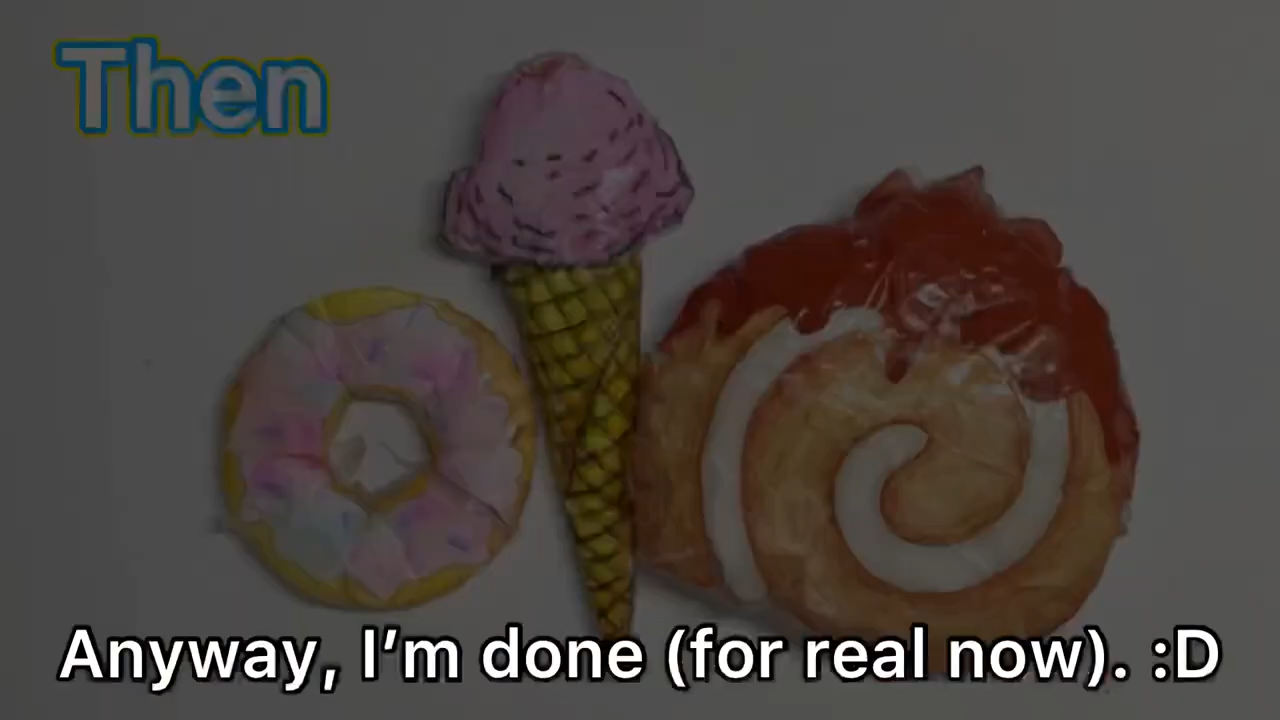 Then
Anyway, I’m done (for real now). :D